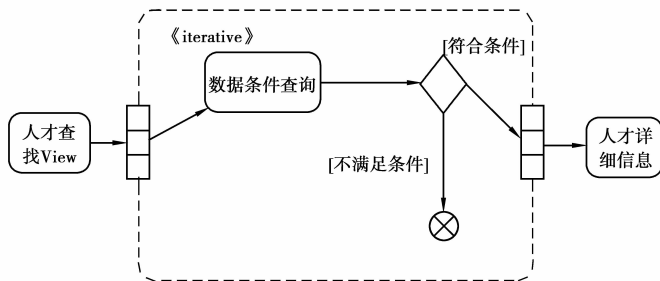 《iterative》
[符合条件]
数据条件查询
人才查
找View
人才详
细信息
[不满足条件]